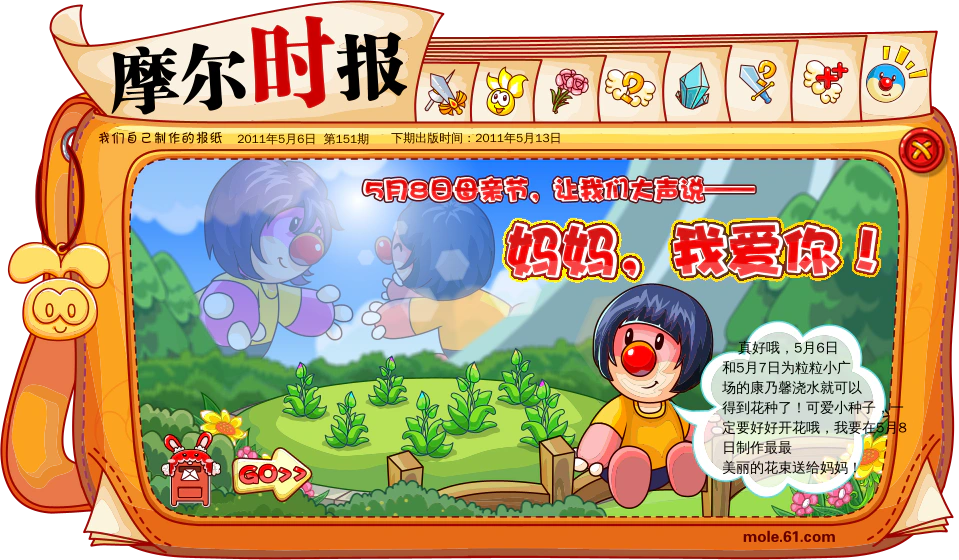 摩尔时报
我们自己制作的报纸 2011年5月6日 第151期 下期出版时间：2011年5月13日
5月8日母亲节，让我们大声说——
妈妈，我爱你！
真好哦，5月6日
和5月7日为粒粒小广
场的康乃馨浇水就可以
得到花种了！可爱小种子，一
定要好好开花哦，我要在5月8
日制作最最
美丽的花束送给妈妈！
GO>>
mole.61.com